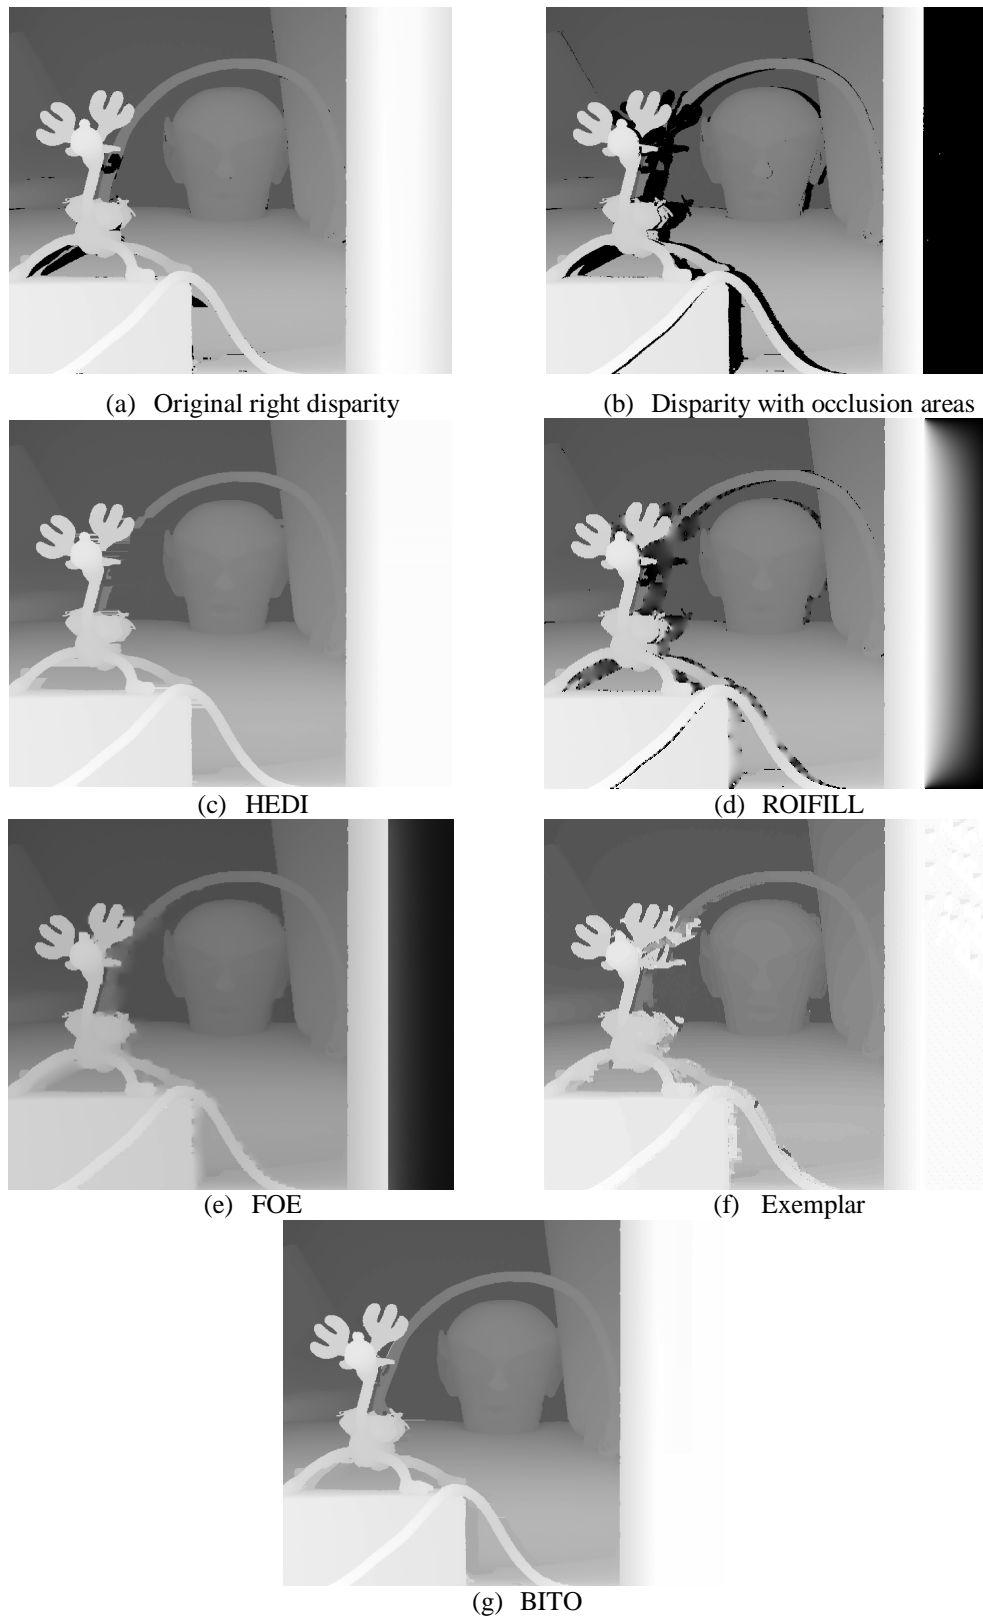 (a) Original right disparity
(b) Disparity with occlusion areas
(c) HEDI
(d) ROIFILL
(e) FOE
(f) Exemplar
(g) BITO